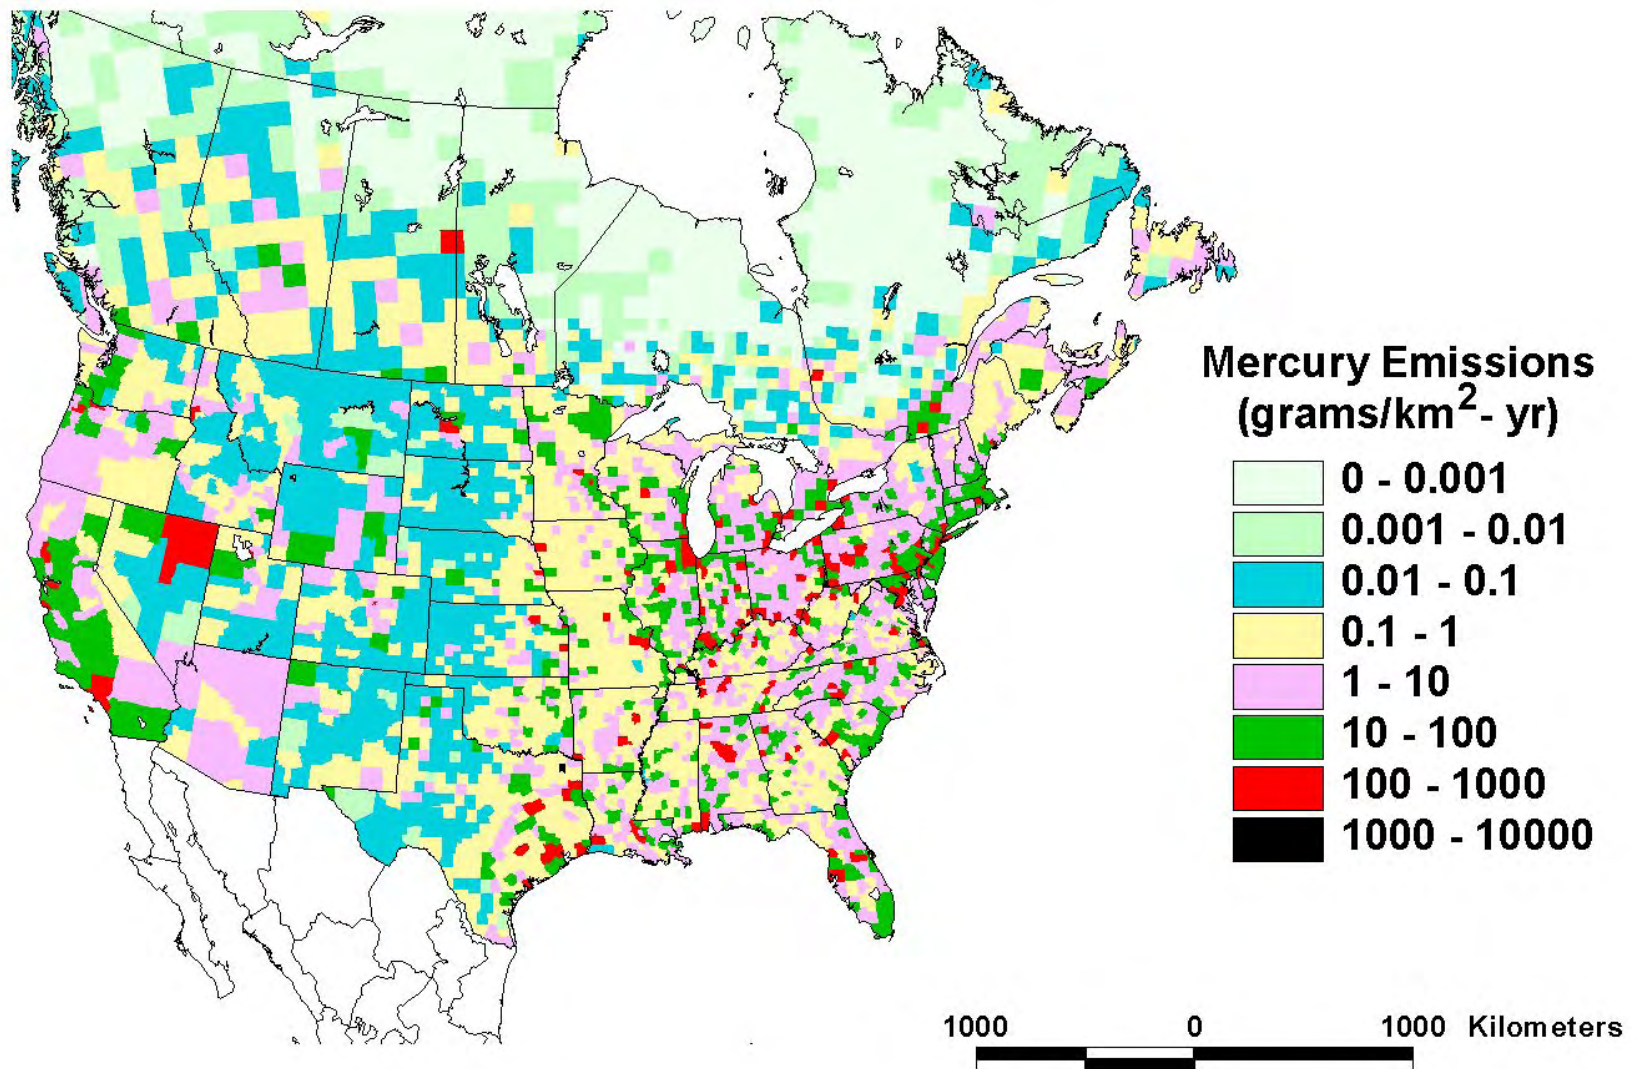 Mercury Emissions
(grams/km²- yr)
0 - 0.001
0.001 - 0.01
0.01 - 0.1
0.1 - 1
1 - 10
10 - 100
100 - 1000
1000 - 10000
1000 0 1000 Kilometers